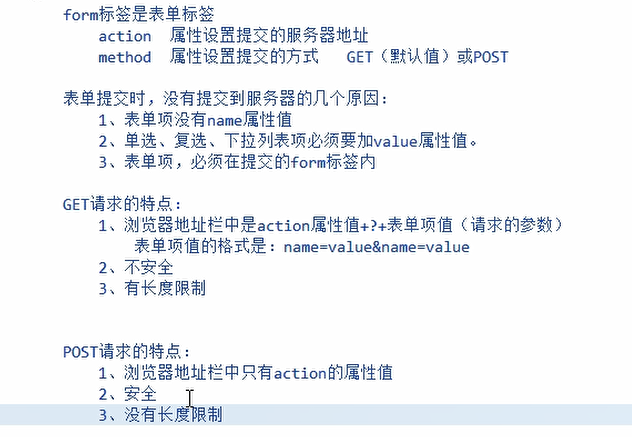 form标签是表单标签
action 属性设置提交的服务器地址
method 属性设置提交的方式 GET（默认值）或POST
表单提交时，没有提交到服务器的几个原因：
1、表单项没有name属性值
2、单选、复选、下拉列表项必须要加value属性值。
3、表单项，必须在提交的form标签内
GET请求的特点：
1、浏览器地址栏中是action属性值+?+表单项值（请求的参数）
表单项值的格式是：name=value&name=value
2、不安全
3、有长度限制
POST请求的特点：
1、浏览器地址栏中只有action的属性值
2、安全
3、没有长度限制